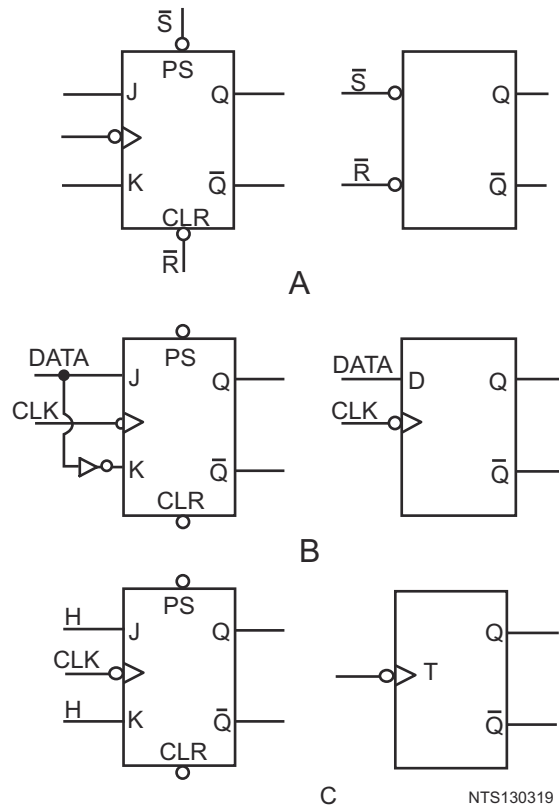 S̅
PS
J Q S̅ Q
K Q̅ R̅ Q̅
CLR
R̅
A
DATA PS DATA
J Q D Q
CLK CLK
K Q̅ Q̅
CLR
B
H PS
J Q Q
CLK T
H K Q̅ Q̅
CLR
C NTS130319